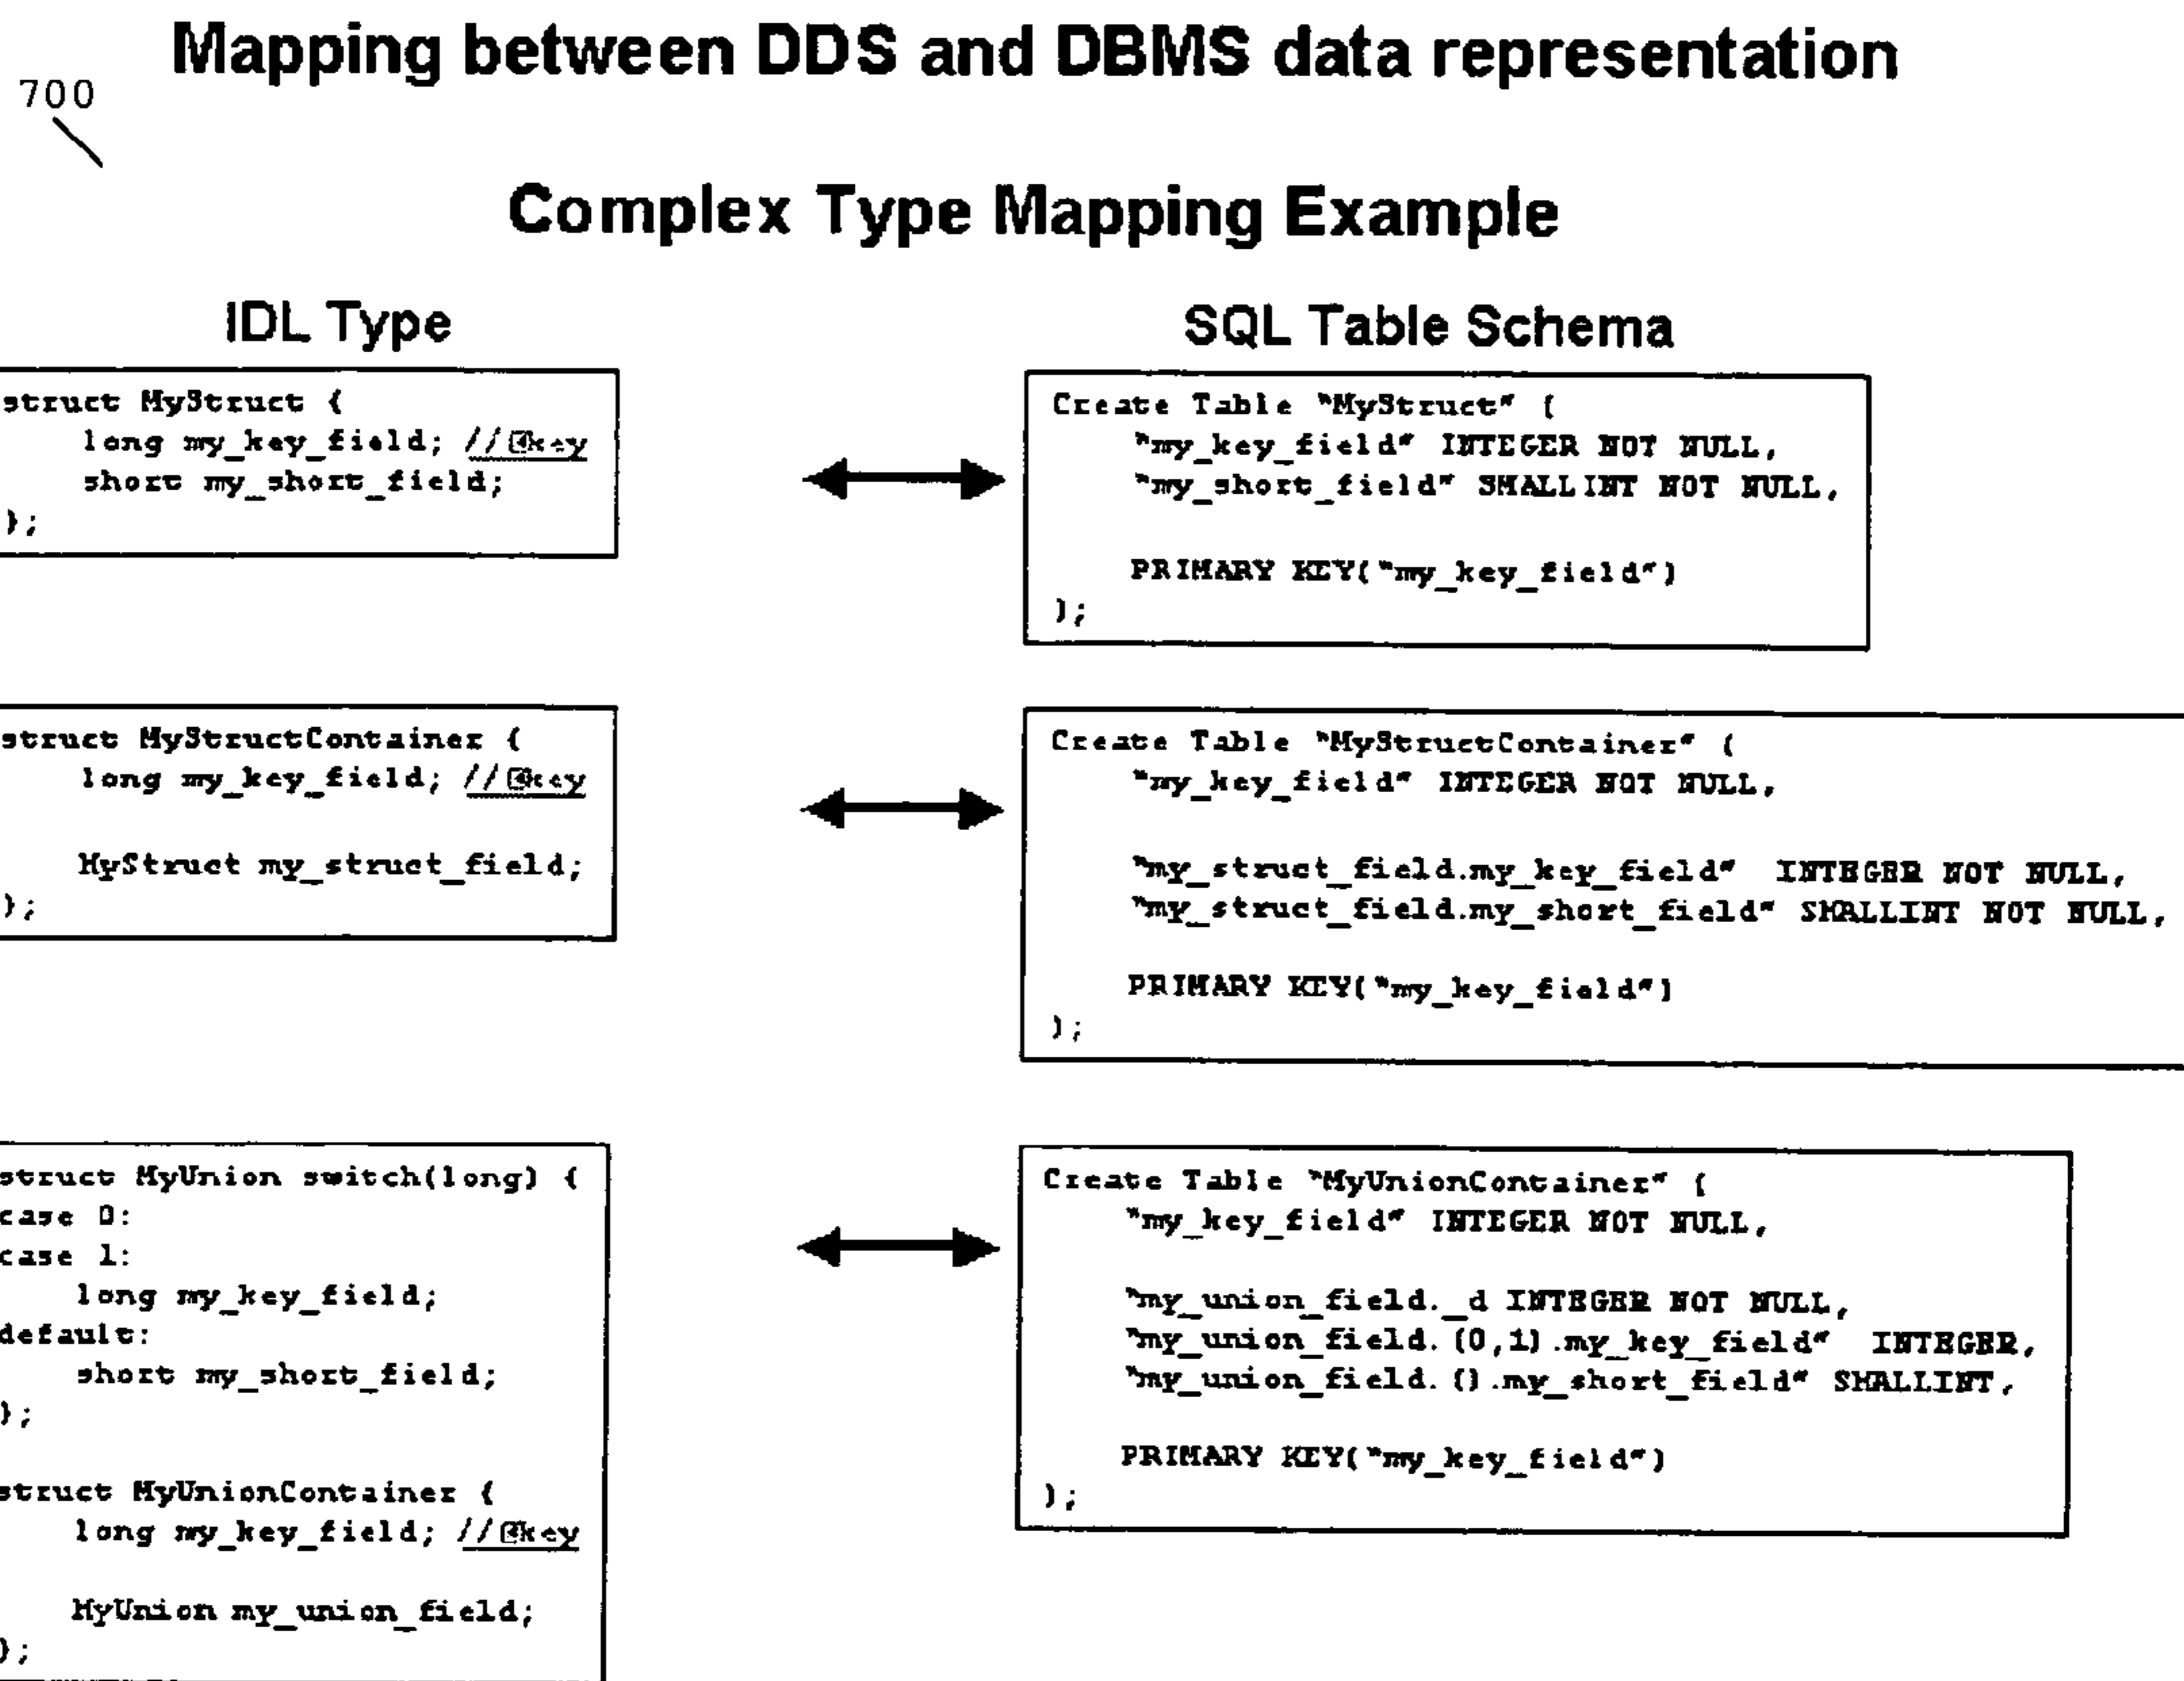 Mapping between DDS and DBMS data representation
700
Complex Type Mapping Example
IDL Type
struct MyStruct {
long my_key_field; //@key
short my_short_field;
};
struct MyStructContainer {
long my_key_field; //@key
MyStruct my_struct_field;
};
struct MyUnion switch(long) {
case 0:
case 1:
long my_key_field;
default:
short my_short_field;
};
struct MyUnionContainer {
long my_key_field; //@key
MyUnion my_union_field;
};
SQL Table Schema
Create Table "MyStruct" (
"my_key_field" INTEGER NOT NULL,
"my_short_field" SMALLINT NOT NULL,
PRIMARY KEY("my_key_field")
);
Create Table "MyStructContainer" (
"my_key_field" INTEGER NOT NULL,
"my_struct_field.my_key_field" INTEGER NOT NULL,
"my_struct_field.my_short_field" SMALLINT NOT NULL,
PRIMARY KEY("my_key_field")
);
Create Table "MyUnionContainer" (
"my_key_field" INTEGER NOT NULL,
"my_union_field._d INTEGER NOT NULL,
"my_union_field.(0,1).my_key_field" INTEGER,
"my_union_field.().my_short_field" SMALLINT,
PRIMARY KEY("my_key_field")
);